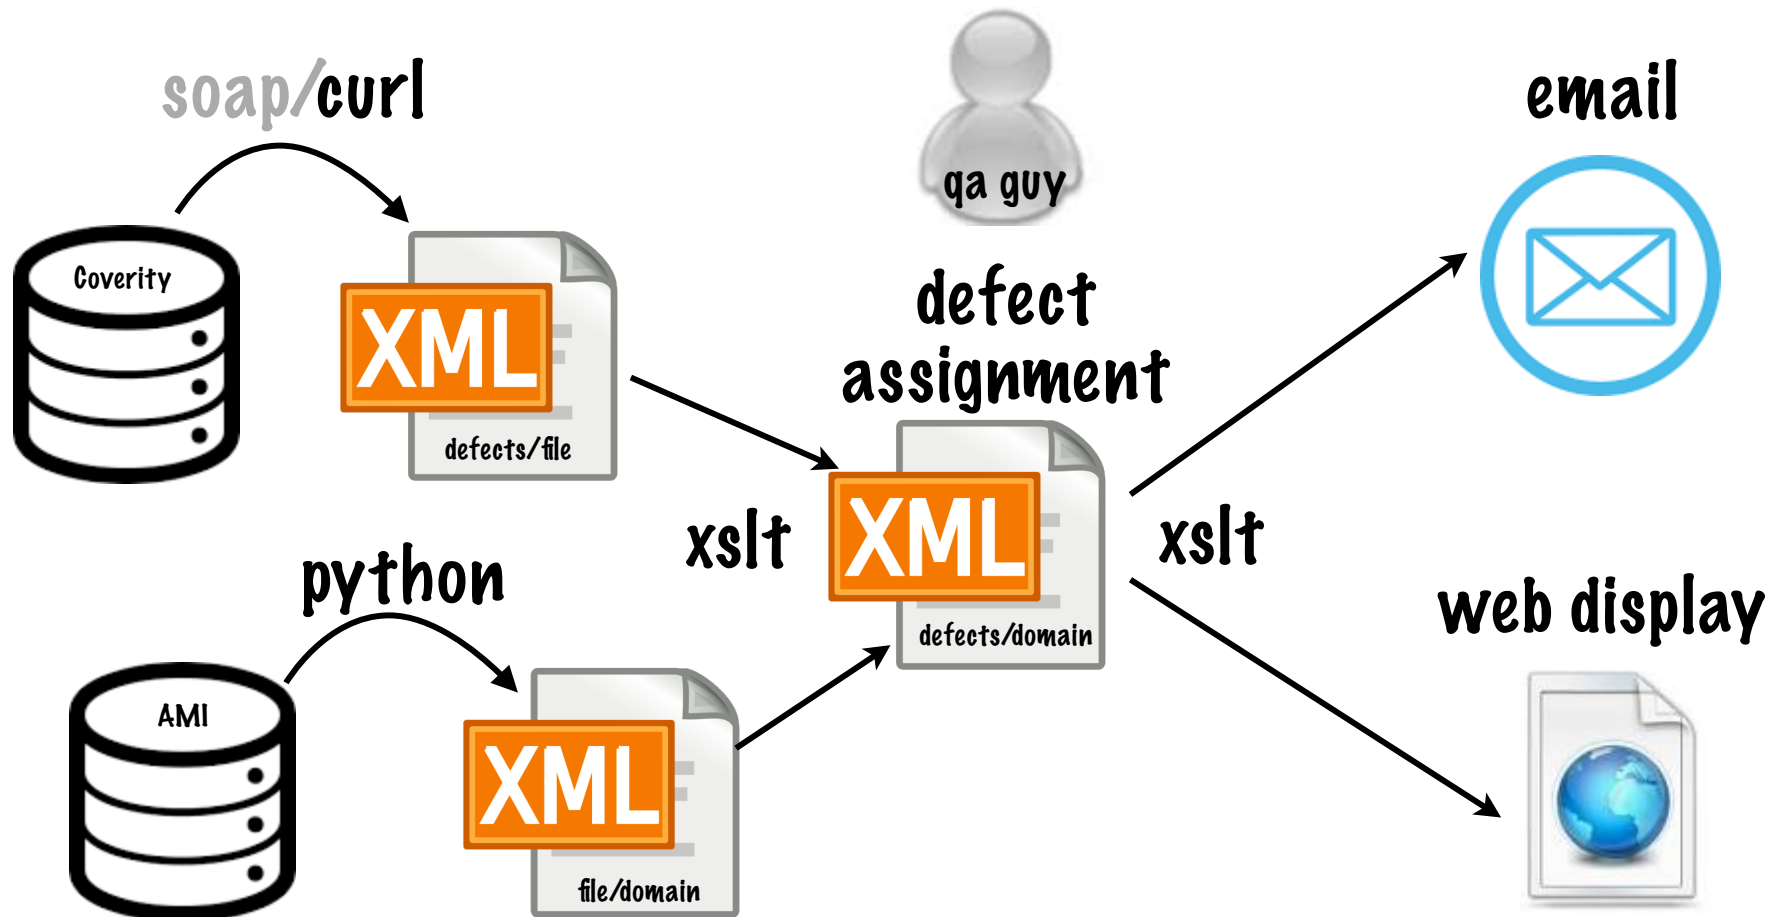 soap/curl
Coverity
XML
defects/file
python
AMI
XML
file/domain
qa guy
defect
assignment
xslt
XML
defects/domain
xslt
email
web display